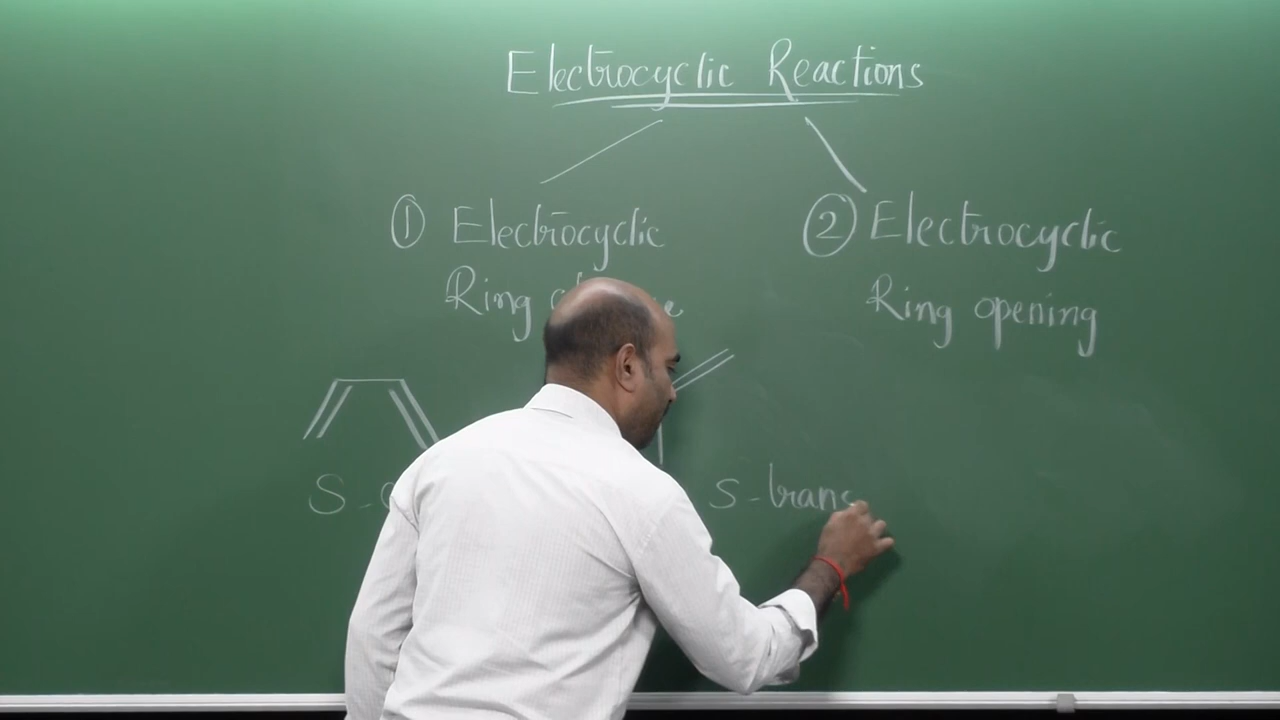 Electrocyclic Reactions
① Electrocyclic
Ring
② Electrocyclic
Ring opening
S-trans